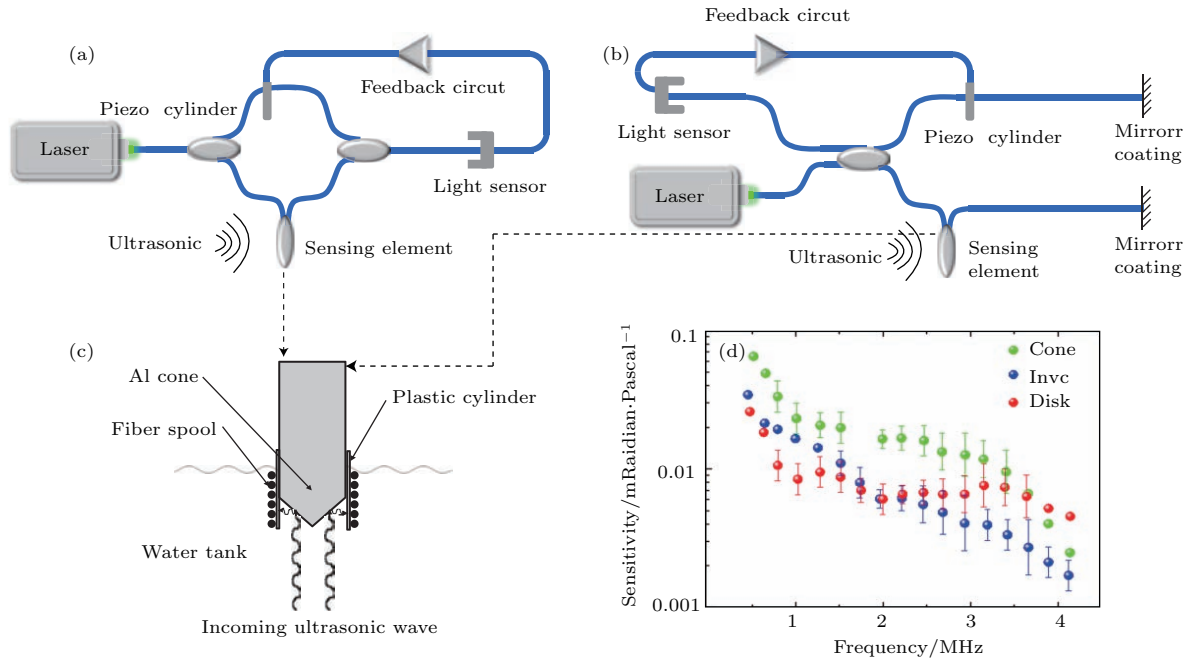 (a)
Feedback circut
Piezo cylinder
Laser
Light sensor
Ultrasonic
Sensing element
(b)
Feedback circut
Light sensor
Piezo cylinder
Mirrorr
coating
Laser
Ultrasonic
Sensing
element
Mirrorr
coating
(c)
Al cone
Plastic cylinder
Fiber spool
Water tank
Incoming ultrasonic wave
(d)
Cone
Invc
Disk
Sensitivity/mRaidian·Pascal⁻¹
0.1
0.01
0.001
1 2 3 4
Frequency/MHz